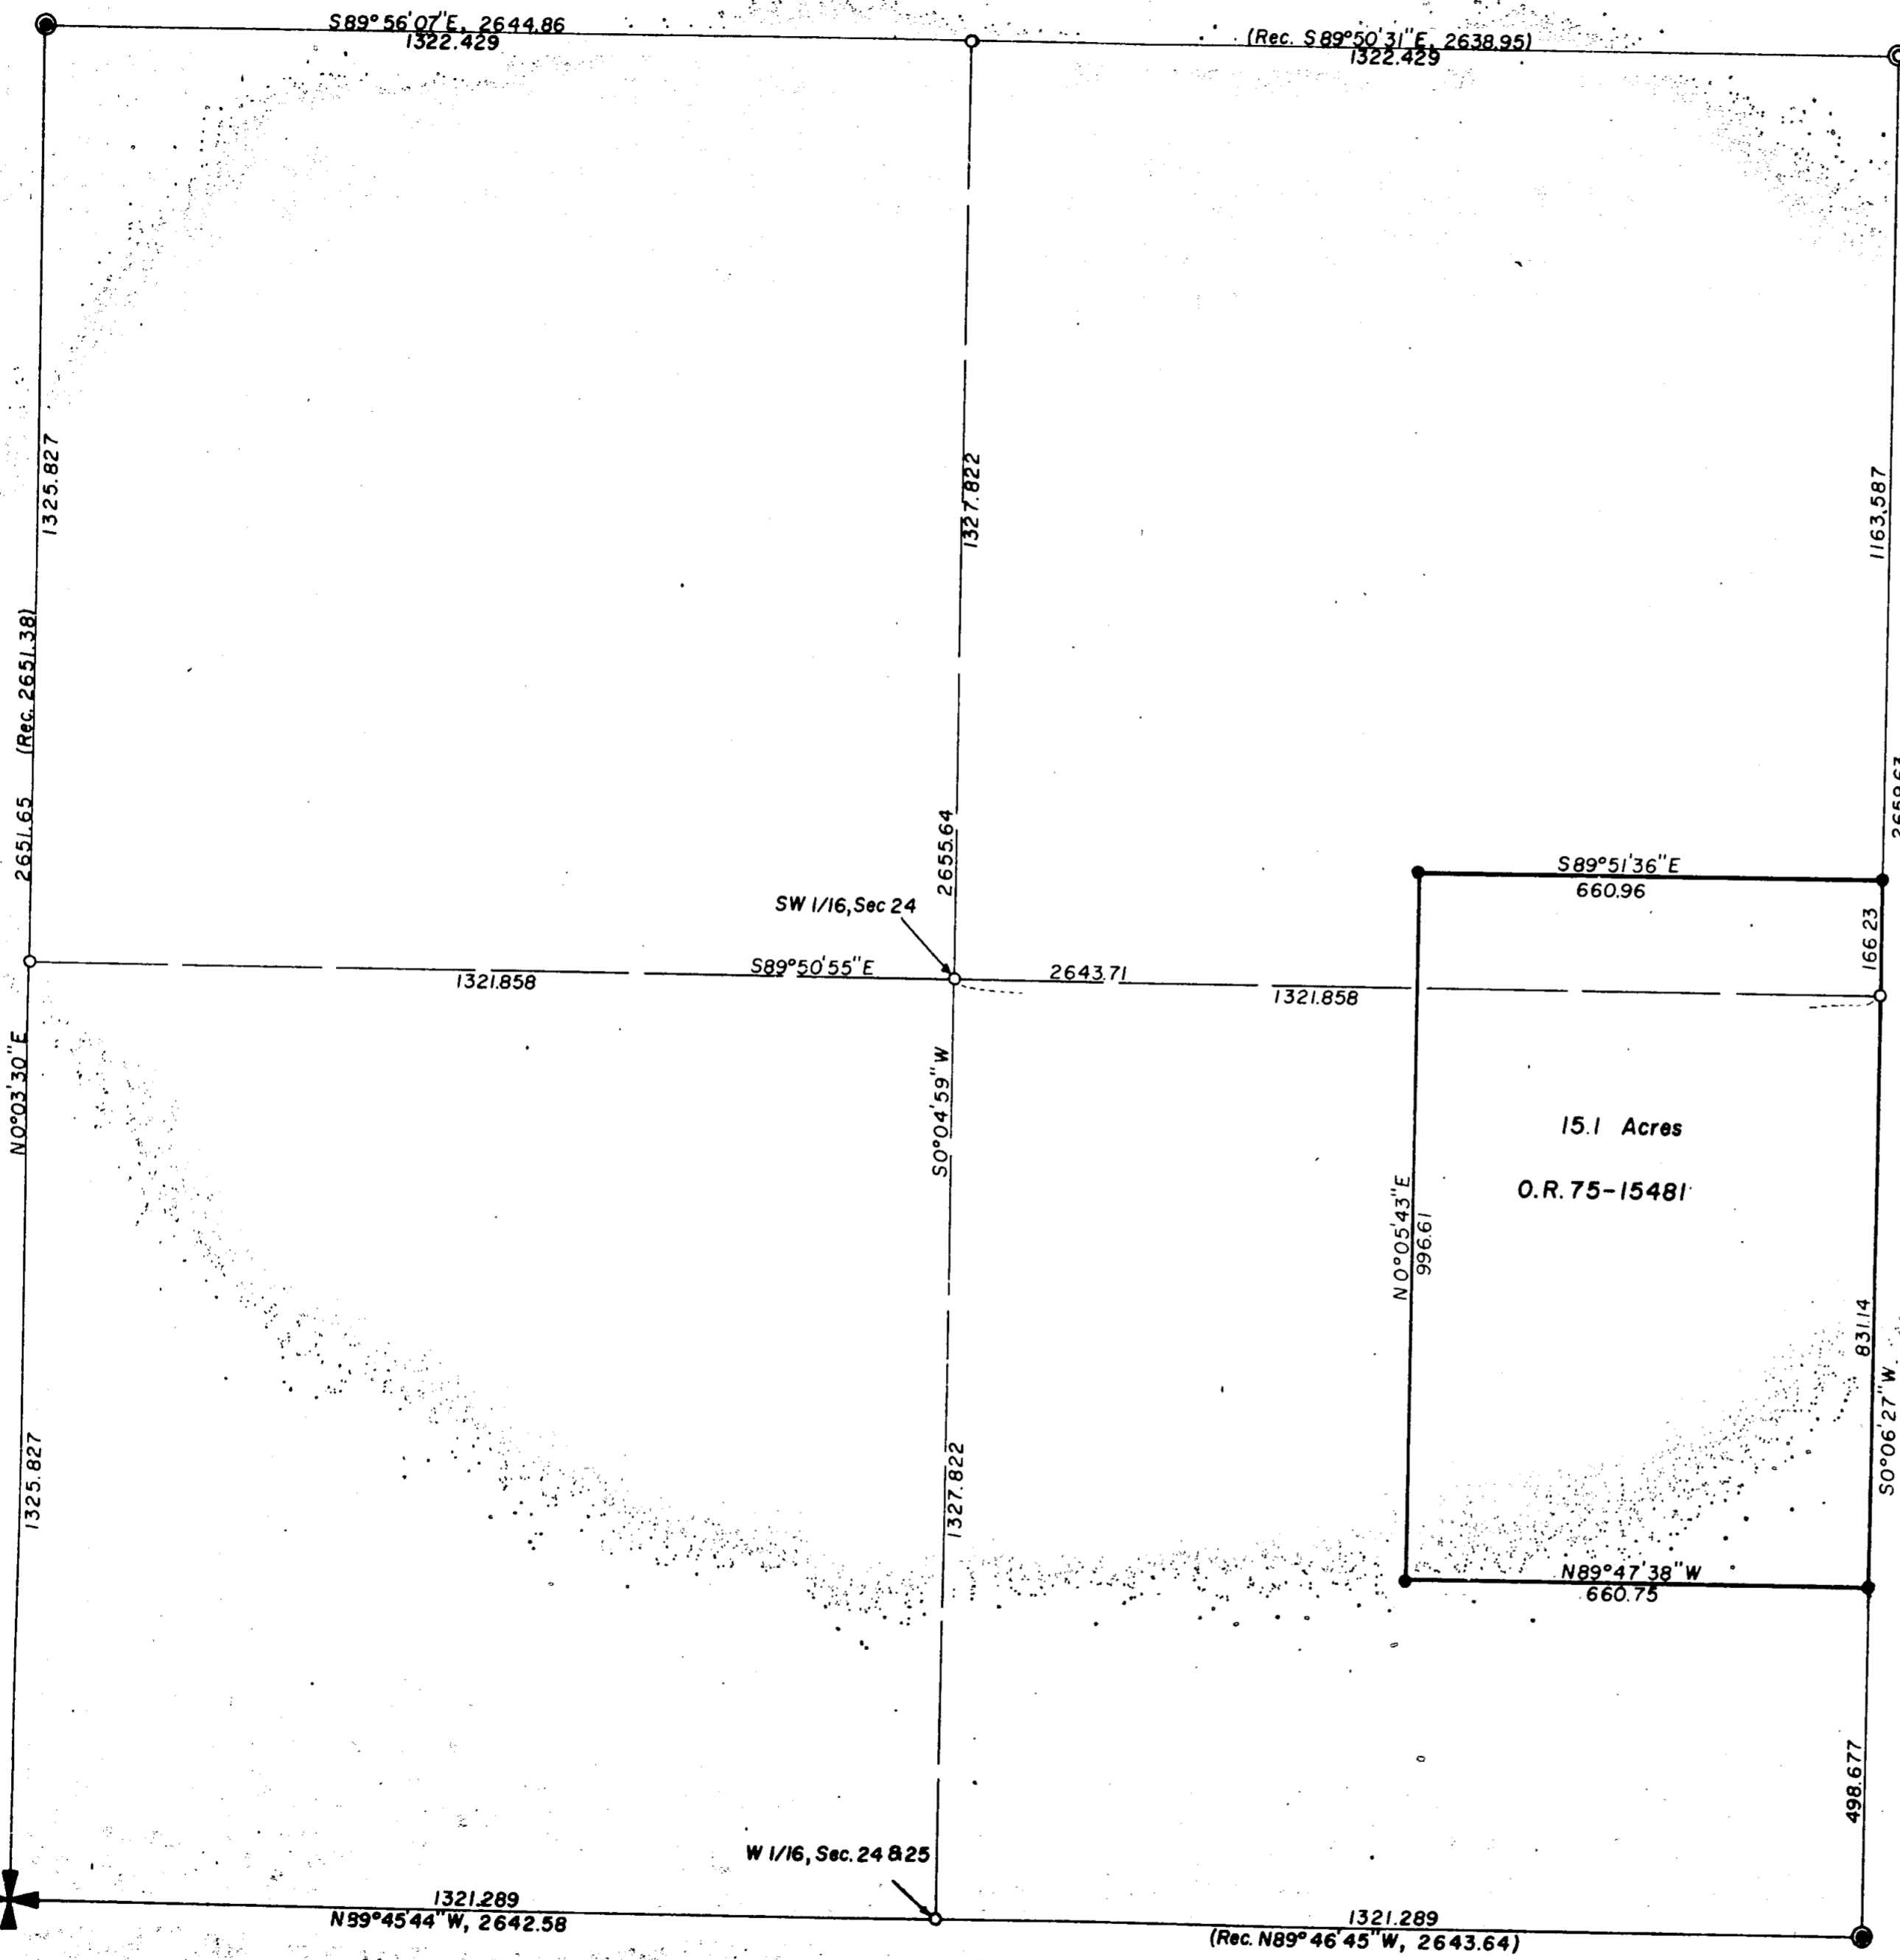 S89°56'07"E, 2644.86
1322.429
(Rec. S89°50'31"E, 2638.95)
1322.429
1325.827
1327.822
1163.587
2651.65 (Rec. 2651.38)
2655.64
2659.63
S89°51'36"E
660.96
SW 1/16, Sec 24
166 23
S89°50'55"E
2643.71
1321.858
1321.858
N0°03'30"E
S0°04'59"W
15.1 Acres
O.R. 75-15481
N0°05'43"E
996.61
831.14
S0°06'27"W
1325.827
1327.822
N89°47'38"W
660.75
498.677
W 1/16, Sec. 24 & 25
1321.289
N89°45'44"W, 2642.58
1321.289
(Rec. N89°46'45"W, 2643.64)